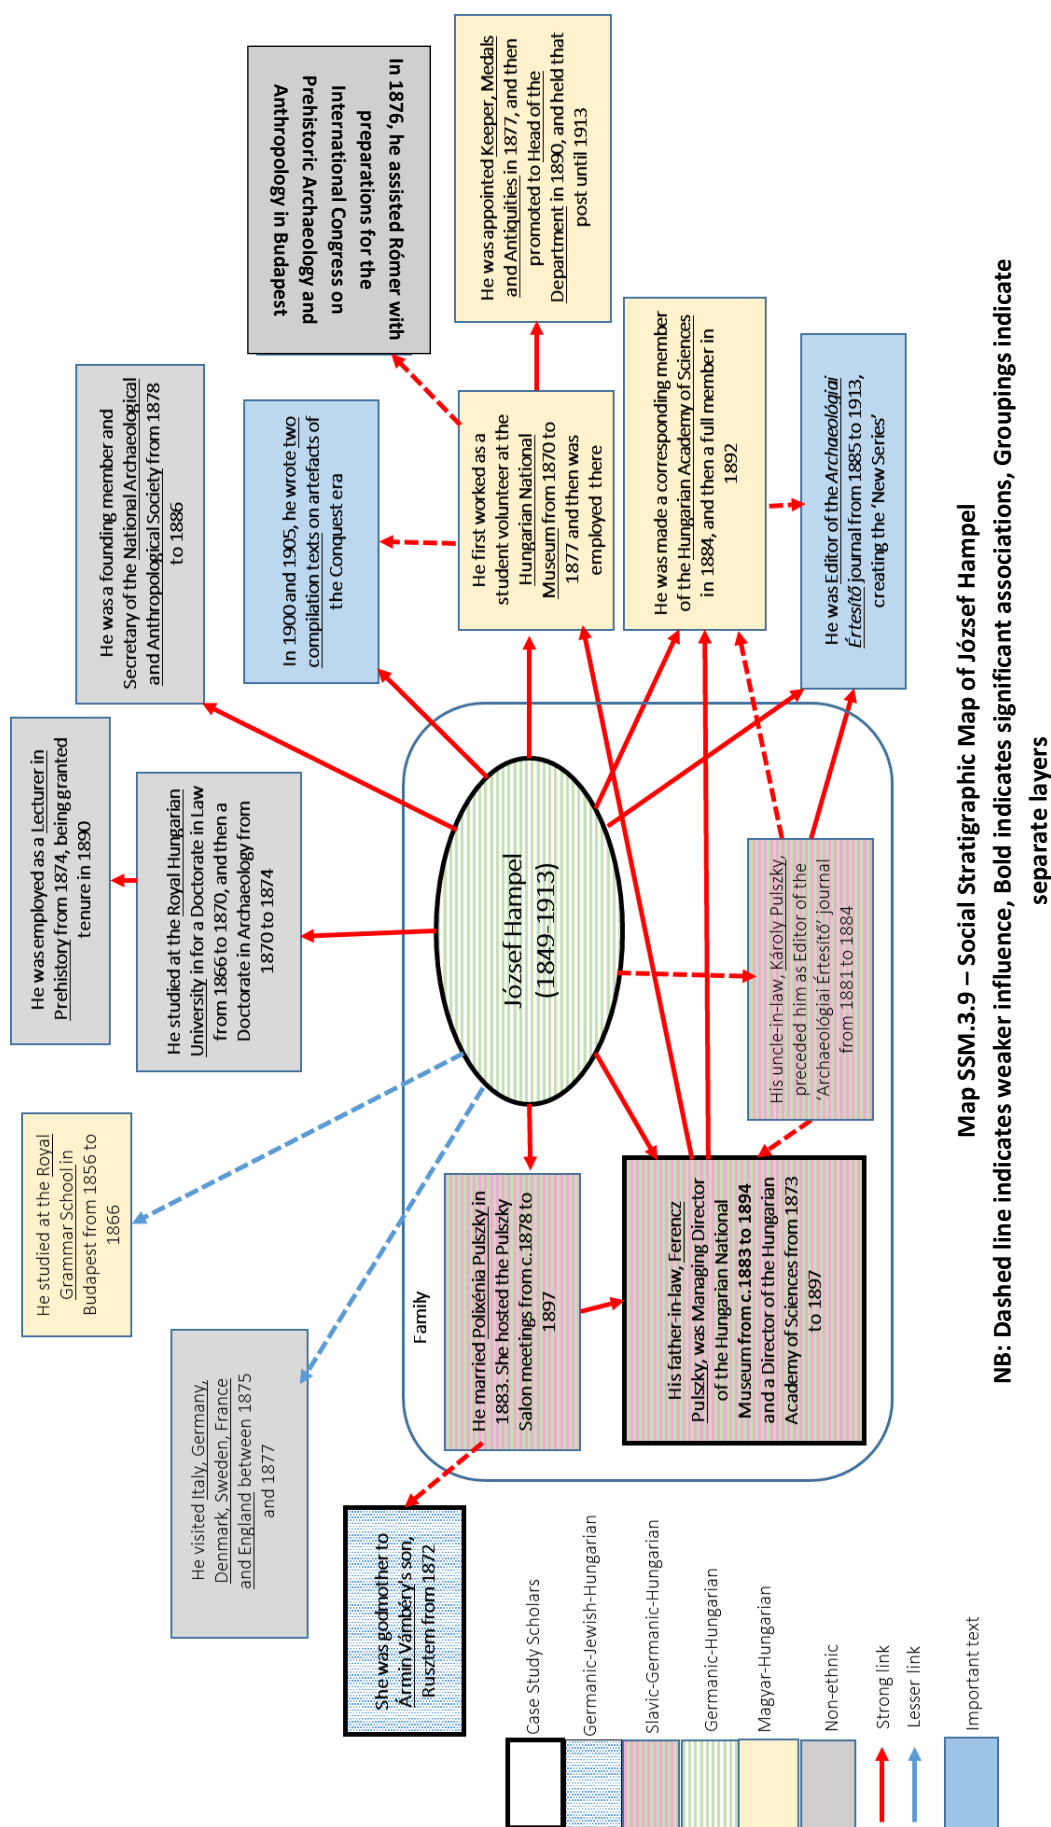 He visited Italy, Germany,
Denmark, Sweden, France
and England between 1875
and 1877
He studied at the Royal
Grammar School in
Budapest from 1856 to
1866
He was employed as a Lecturer in
Prehistory from 1874, being granted
tenure in 1890
He studied at the Royal Hungarian
University in for a Doctorate in Law
from 1866 to 1870, and then a
Doctorate in Archaeology from
1870 to 1874
He was a founding member and
Secretary of the National Archaeological
and Anthropological Society from 1878
to 1886
In 1900 and 1905, he wrote two
compilation texts on artefacts of
the Conquest era
In 1876, he assisted Rómer with
preparations for the
International Congress on
Prehistoric Archaeology and
Anthropology in Budapest
She was godmother to
Ármin Vámbéry's son,
Rusztem from 1872
Family
He married Polixénia Pulszky in
1883. She hosted the Pulszky
Salon meetings from c.1878 to
1897
József Hampel
(1849-1913)
He first worked as a
student volunteer at the
Hungarian National
Museum from 1870 to
1877 and then was
employed there
He was appointed Keeper, Medals
and Antiquities in 1877, and then
promoted to Head of the
Department in 1890, and held that
post until 1913
His father-in-law, Ferencz
Pulszky, was Managing Director
of the Hungarian National
Museum from c.1883 to 1894
and a Director of the Hungarian
Academy of Sciences from 1873
to 1897
His uncle-in-law, Károly Pulszky,
preceded him as Editor of the
'Archaeológiai Értesítő' journal
from 1881 to 1884
He was made a corresponding member
of the Hungarian Academy of Sciences
in 1884, and then a full member in
1892
He was Editor of the Archaeológiai
Értesítő journal from 1885 to 1913,
creating the 'New Series'
Case Study Scholars
Germanic-Jewish-Hungarian
Slavic-Germanic-Hungarian
Germanic-Hungarian
Magyar-Hungarian
Non-ethnic
Strong link
Lesser link
Important text
Map SSM.3.9 – Social Stratigraphic Map of József Hampel
NB: Dashed line indicates weaker influence, Bold indicates significant associations, Groupings indicate
separate layers